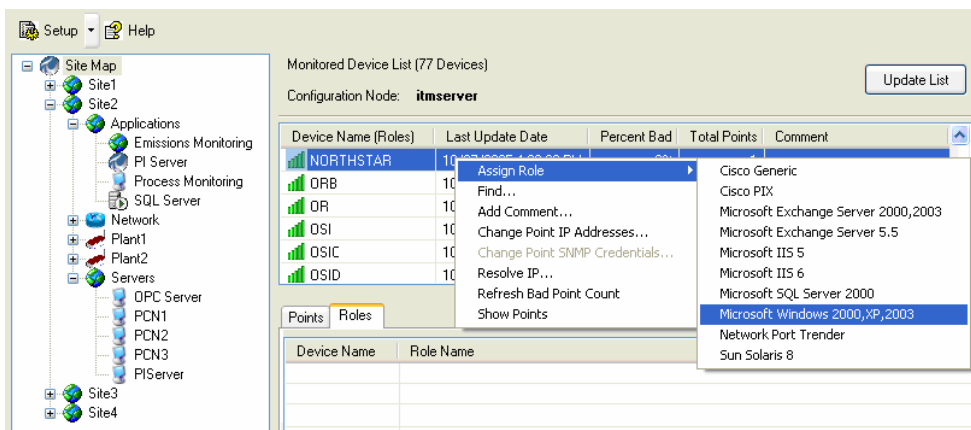 Setup Help
Site Map
Site1
Site2
Applications
Emissions Monitoring
PI Server
Process Monitoring
SQL Server
Network
Plant1
Plant2
Servers
OPC Server
PCN1
PCN2
PCN3
PIServer
Site3
Site4
Monitored Device List (77 Devices)
Update List
Configuration Node: itmserver
Device Name (Roles) Last Update Date Percent Bad Total Points Comment
NORTHSTAR
ORB 10
OR 10
OSI 10
OSIC 10
OSID 10
Assign Role
Find...
Add Comment...
Change Point IP Addresses...
Change Point SNMP Credentials...
Resolve IP...
Refresh Bad Point Count
Show Points
Cisco Generic
Cisco PIX
Microsoft Exchange Server 2000,2003
Microsoft Exchange Server 5.5
Microsoft IIS 5
Microsoft IIS 6
Microsoft SQL Server 2000
Microsoft Windows 2000,XP,2003
Network Port Trender
Sun Solaris 8
Points Roles
Device Name Role Name